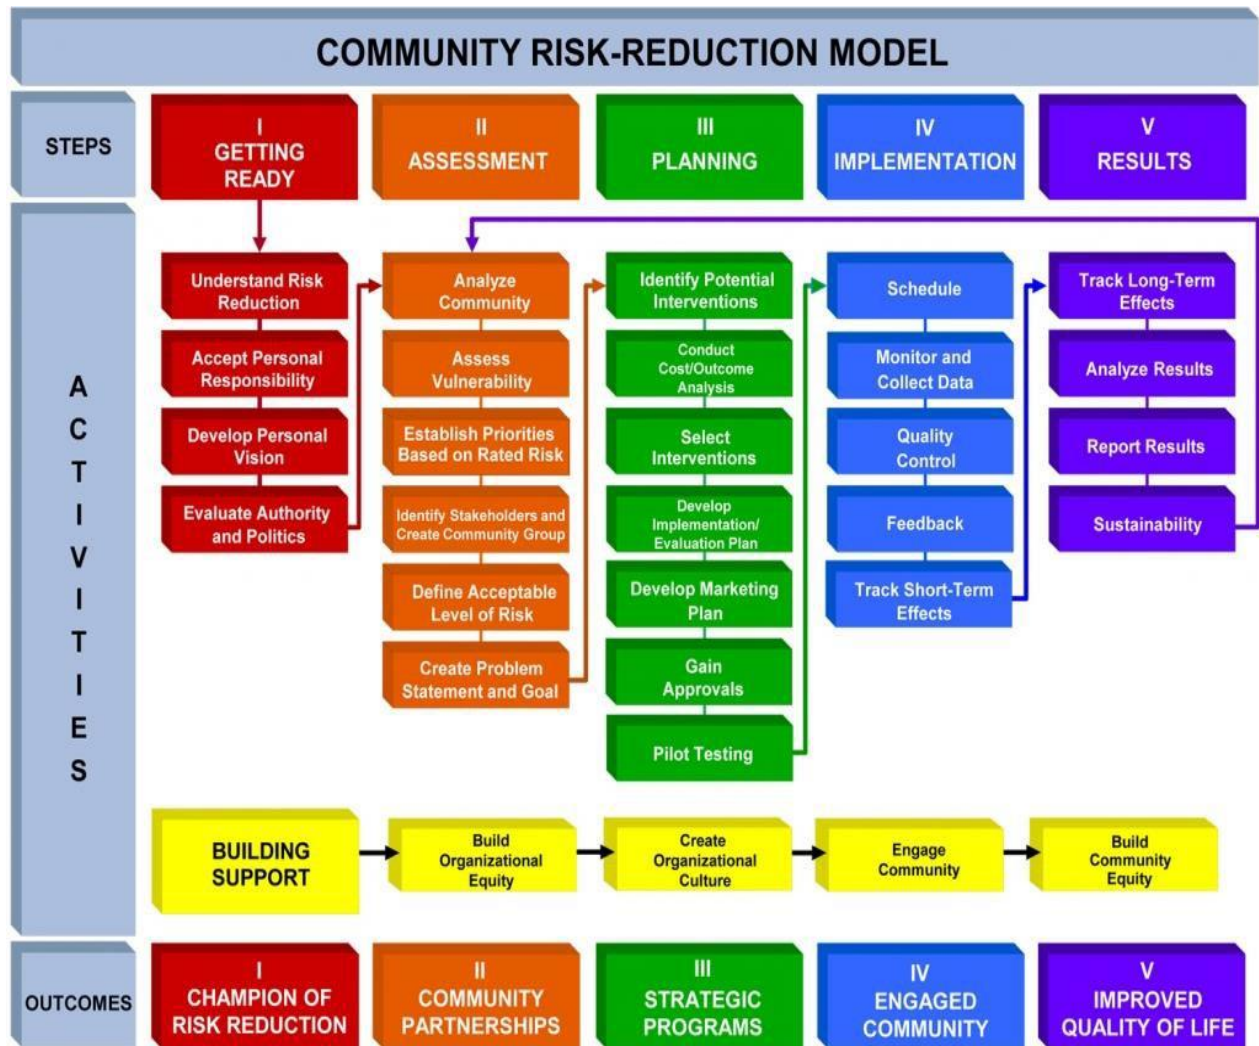 COMMUNITY RISK-REDUCTION MODEL
STEPS
I
GETTING
READY
II
ASSESSMENT
III
PLANNING
IV
IMPLEMENTATION
V
RESULTS
ACTIVITIES
Understand Risk
Reduction
Accept Personal
Responsibility
Develop Personal
Vision
Evaluate Authority
and Politics
Analyze
Community
Assess
Vulnerability
Establish Priorities
Based on Rated Risk
Identify Stakeholders and
Create Community Group
Define Acceptable
Level of Risk
Create Problem
Statement and Goal
Identify Potential
Interventions
Conduct
Cost/Outcome
Analysis
Select
Interventions
Develop
Implementation/
Evaluation Plan
Develop Marketing
Plan
Gain
Approvals
Pilot Testing
Schedule
Monitor and
Collect Data
Quality
Control
Feedback
Track Short-Term
Effects
Track Long-Term
Effects
Analyze Results
Report Results
Sustainability
BUILDING
SUPPORT
Build
Organizational
Equity
Create
Organizational
Culture
Engage
Community
Build
Community
Equity
OUTCOMES
I
CHAMPION OF
RISK REDUCTION
II
COMMUNITY
PARTNERSHIPS
III
STRATEGIC
PROGRAMS
IV
ENGAGED
COMMUNITY
V
IMPROVED
QUALITY OF LIFE